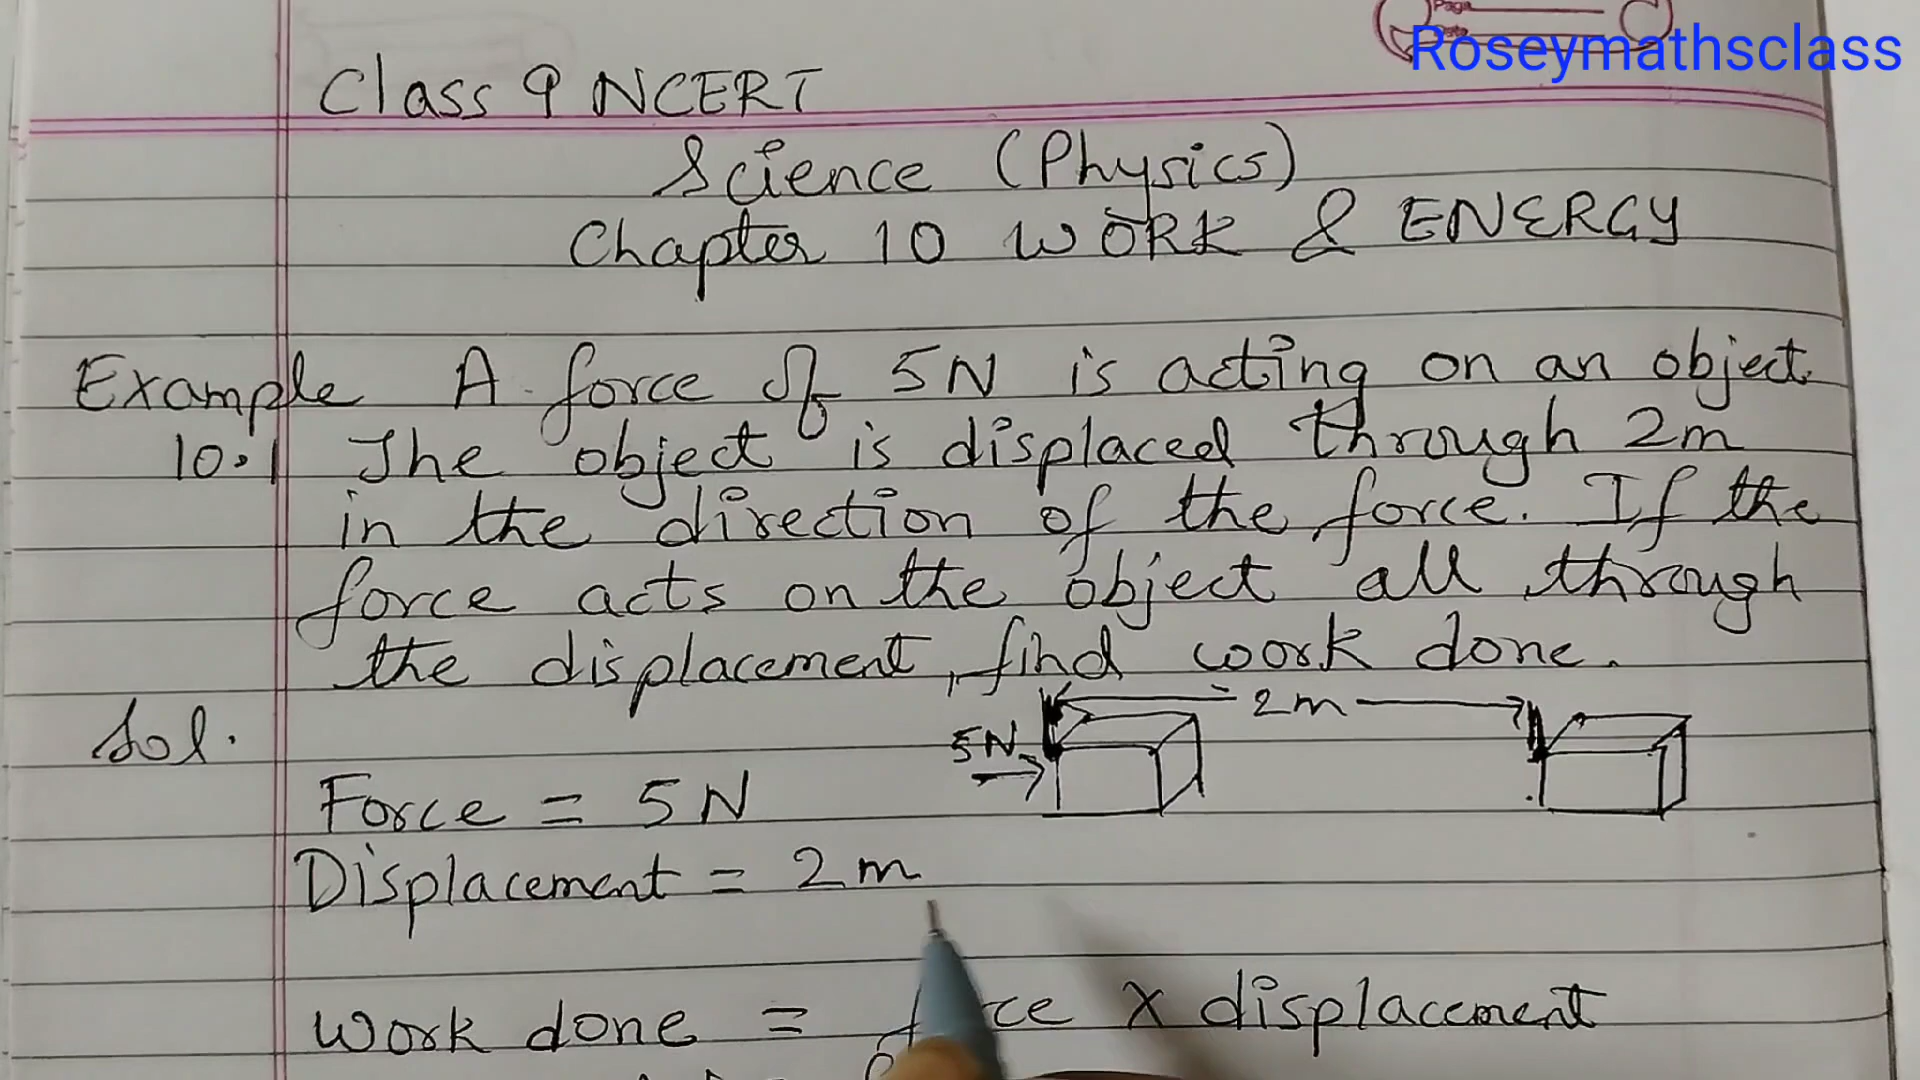 Page
Roseymathsclass
Class 9 NCERT
Science (Physics)
Chapter 10 WORK & ENERGY
Example A force of 5N is acting on an object.
10.1 The object is displaced through 2m
in the direction of the force. If the
force acts on the object all through
the displacement, find work done.
Sol.
2m
5N
Force = 5N
Displacement = 2m
Work done = force x displacement